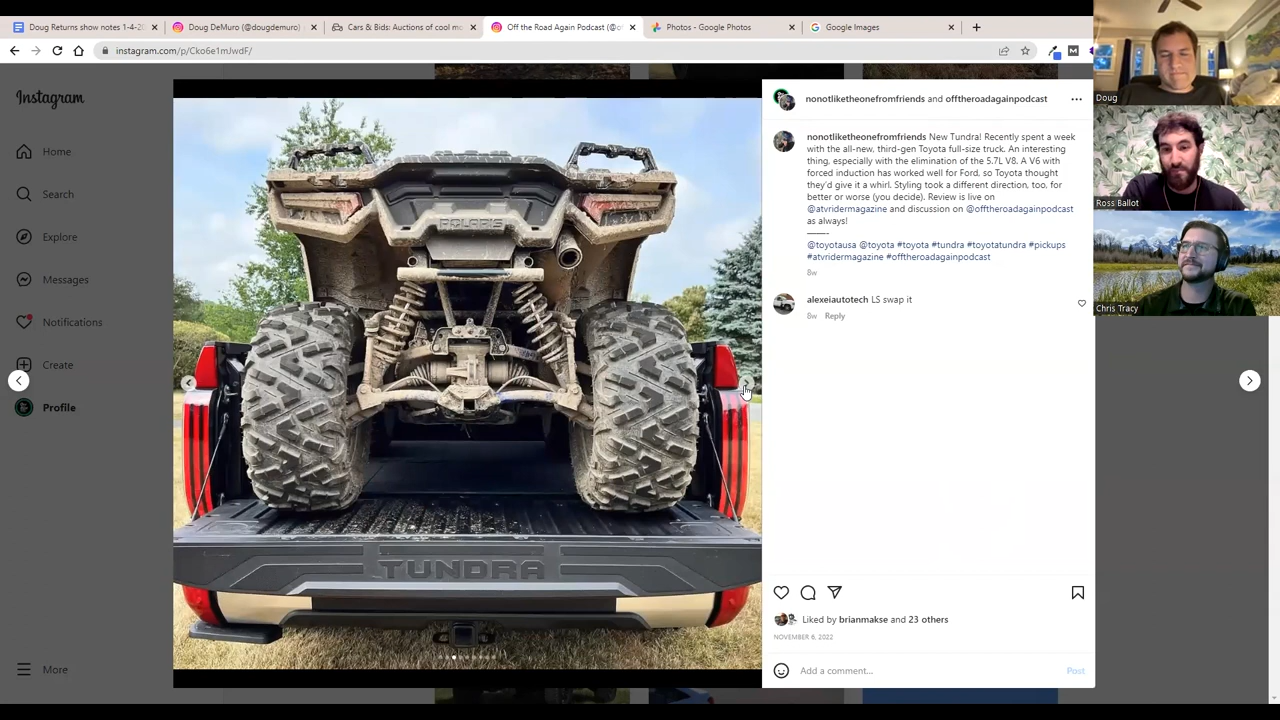 Doug Returns show notes 1-4-2
Doug DeMuro (@dougdemuro)
Cars & Bids: Auctions of cool mo
Off the Road Again Podcast (@o
Photos - Google Photos
Google Images
instagram.com/p/Cko6e1mJwdF/
Instagram
Home
Search
Explore
Messages
Notifications
Create
Profile
More
POLARIS
TUNDRA
nonotliketheonefromfriends and offtheroadagainpodcast
nonotliketheonefromfriends New Tundra! Recently spent a week
with the all-new, third-gen Toyota full-size truck. An interesting
thing, especially with the elimination of the 5.7L V8. A V6 with
forced induction has worked well for Ford, so Toyota thought
they'd give it a whirl. Styling took a different direction, too, for
better or worse (you decide). Review is live on
@atvridermagazine and discussion on @offtheroadagainpodcast
as always!
——-
@toyotausa @toyota #toyota #tundra #toyotatundra #pickups
#atvridermagazine #offtheroadagainpodcast
8w
alexeiautotech LS swap it
8w Reply
Liked by brianmakse and 23 others
NOVEMBER 6, 2022
Add a comment...
Post
Doug
Ross Ballot
Chris Tracy